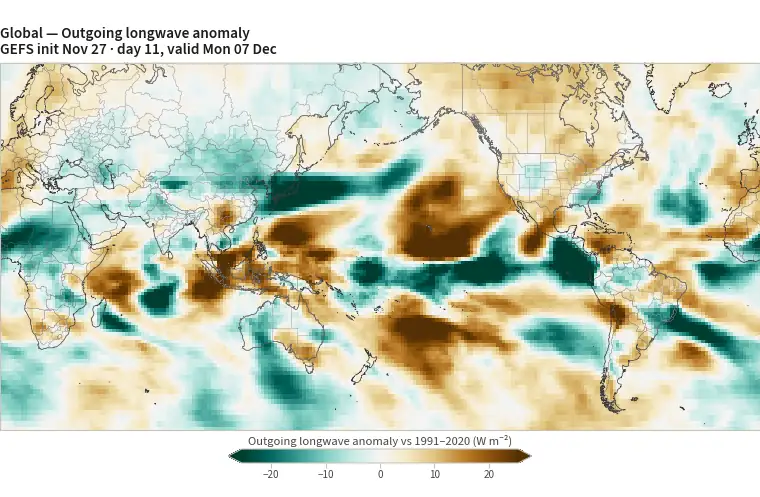 Global — Outgoing longwave anomaly
GEFS init Nov 27 · day 11, valid Mon 07 Dec
Outgoing longwave anomaly vs 1991–2020 (W m⁻²)
−20 −10 0 10 20